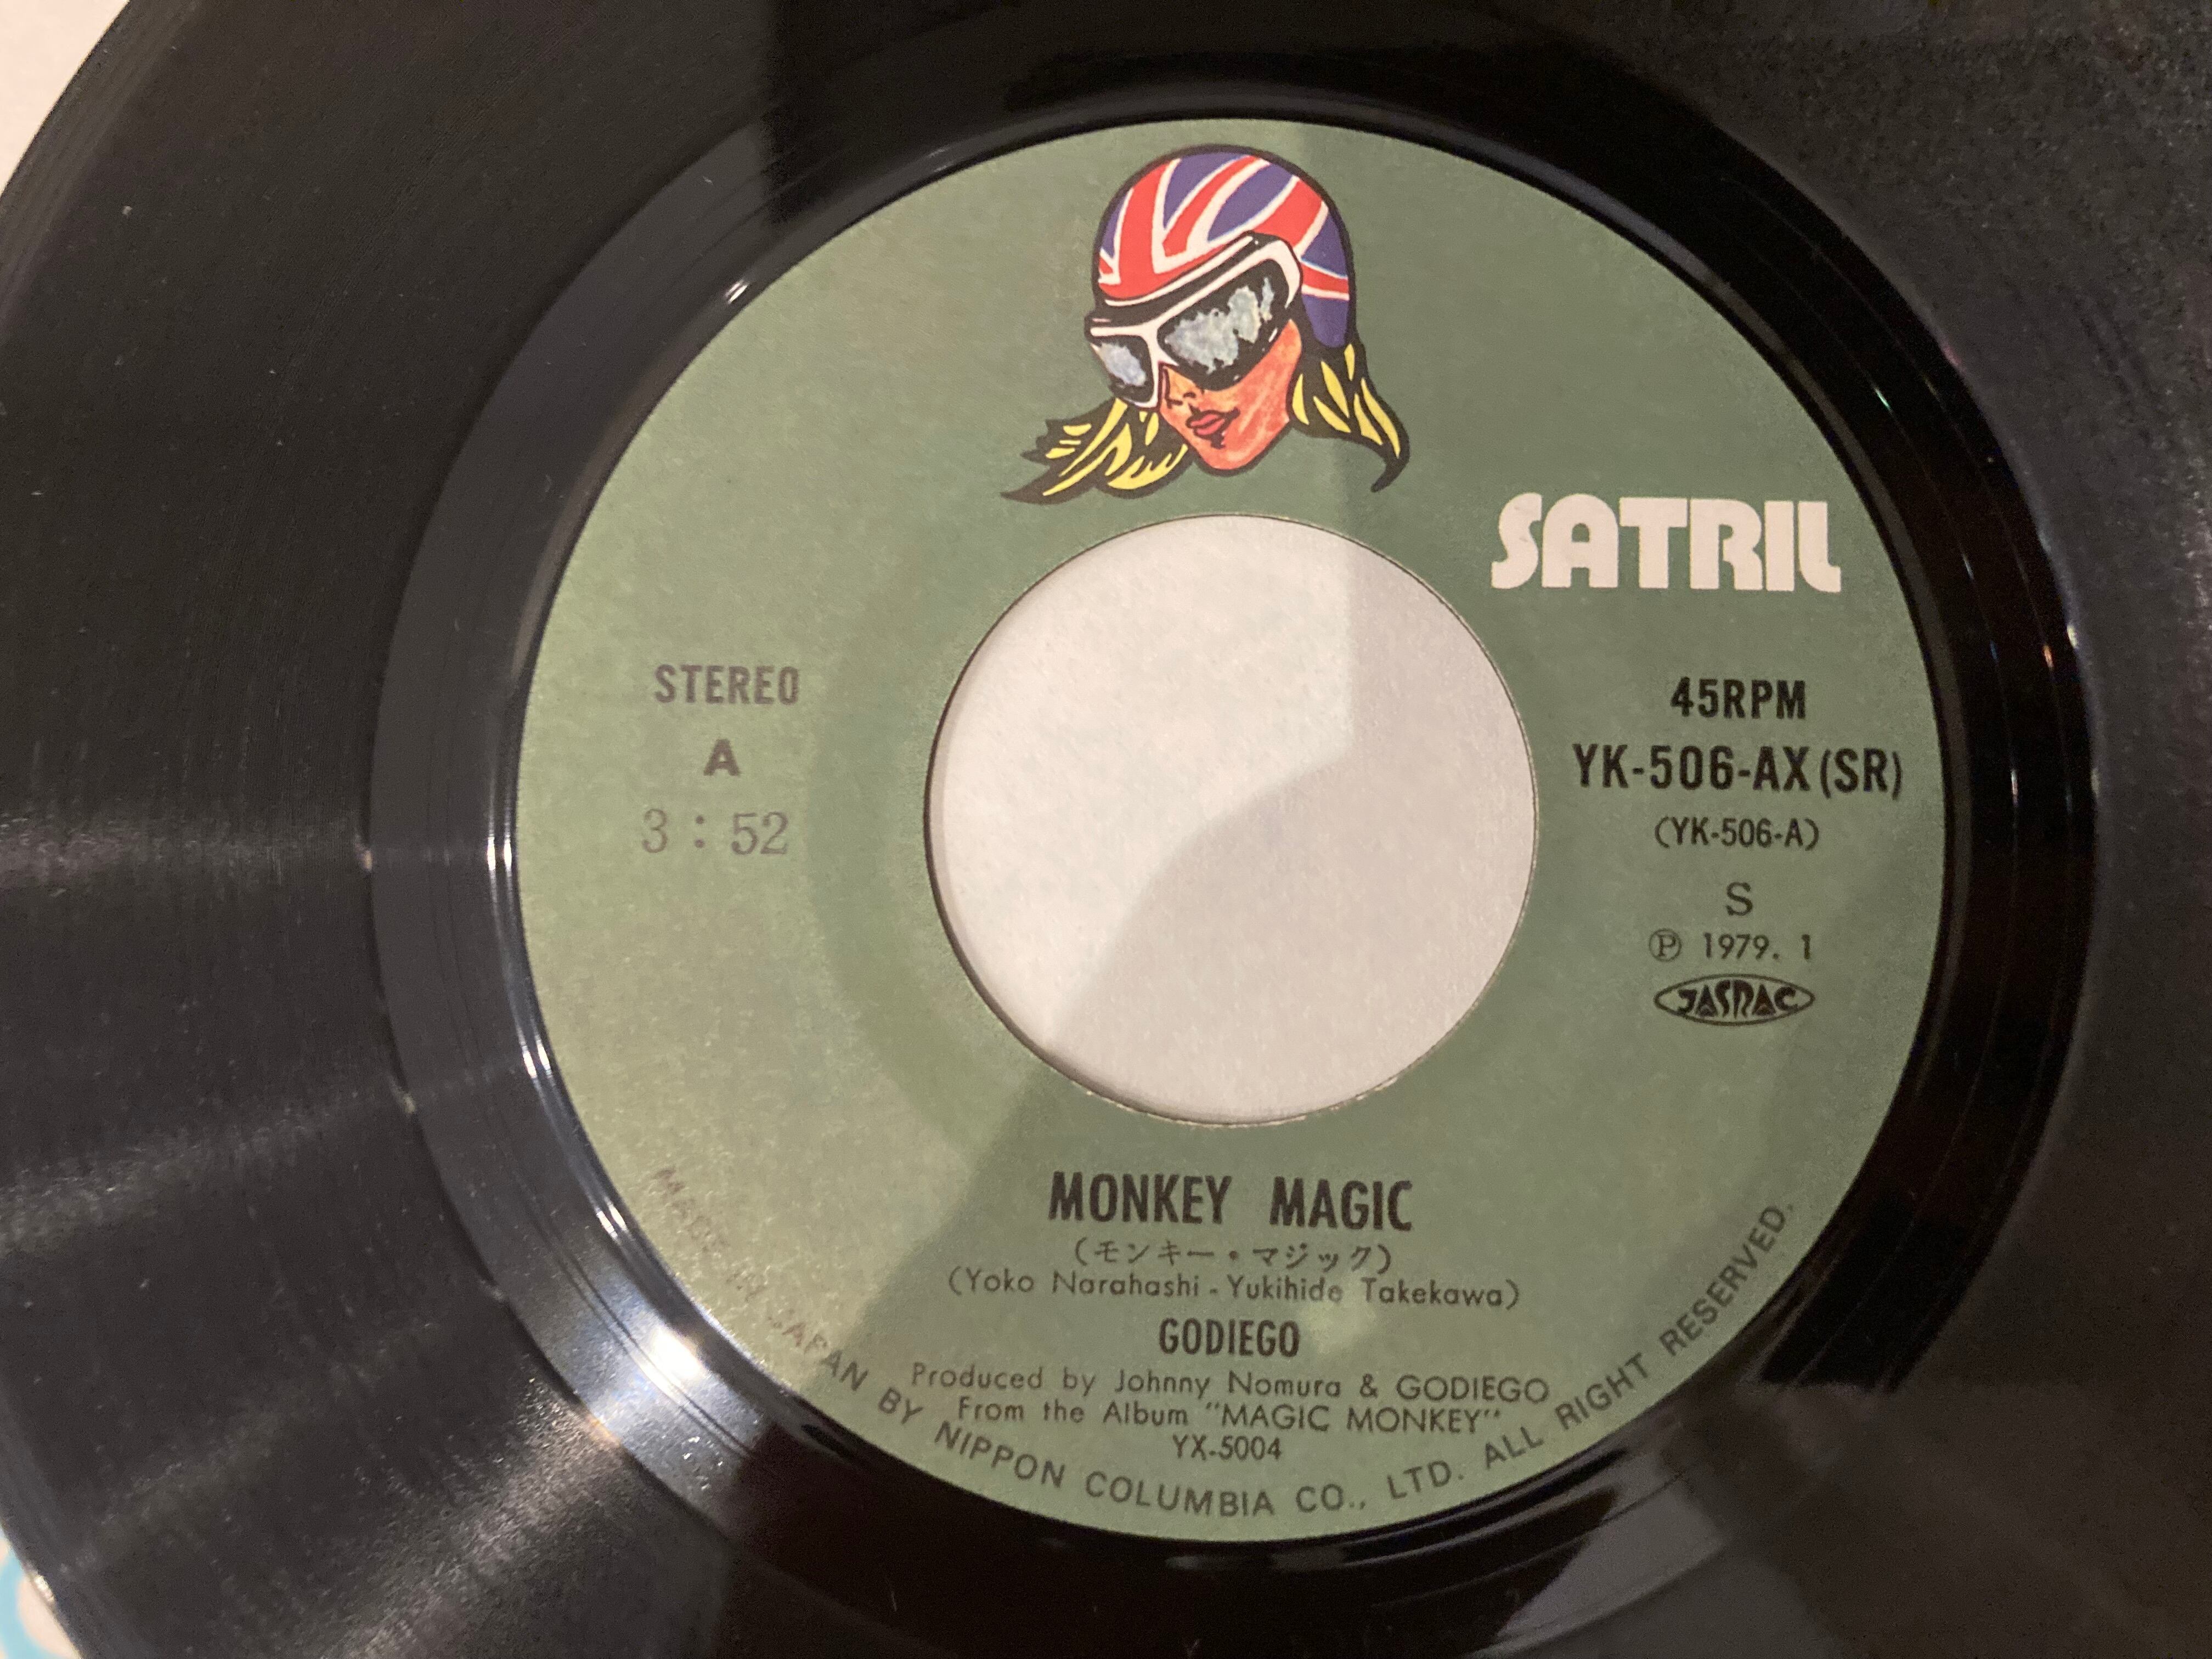 SATRIL
STEREO
A
3 : 52
45RPM
YK-506-AX(SR)
(YK-506-A)
S
Ⓟ 1979. 1
JASRAC
MONKEY MAGIC
(モンキー・マジック)
(Yoko Narahashi - Yukihide Takekawa)
GODIEGO
Produced by Johnny Nomura & GODIEGO
From the Album "MAGIC MONKEY"
YX-5004
MADE IN JAPAN BY NIPPON COLUMBIA CO., LTD. ALL RIGHT RESERVED.